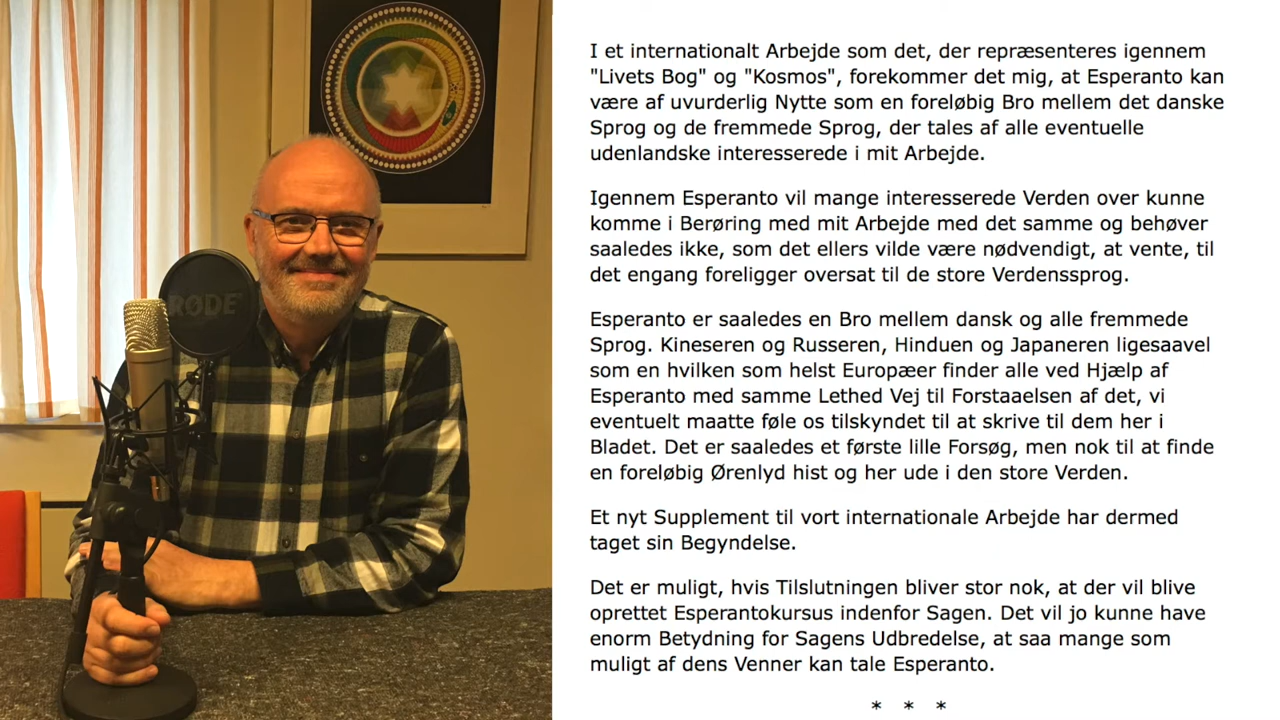 RØDE
I et internationalt Arbejde som det, der repræsenteres igennem
"Livets Bog" og "Kosmos", forekommer det mig, at Esperanto kan
være af uvurderlig Nytte som en foreløbig Bro mellem det danske
Sprog og de fremmede Sprog, der tales af alle eventuelle
udenlandske interesserede i mit Arbejde.
Igennem Esperanto vil mange interesserede Verden over kunne
komme i Berøring med mit Arbejde med det samme og behøver
saaledes ikke, som det ellers vilde være nødvendigt, at vente, til
det engang foreligger oversat til de store Verdenssprog.
Esperanto er saaledes en Bro mellem dansk og alle fremmede
Sprog. Kineseren og Russeren, Hinduen og Japaneren ligesaavel
som en hvilken som helst Europæer finder alle ved Hjælp af
Esperanto med samme Lethed Vej til Forstaaelsen af det, vi
eventuelt maatte føle os tilskyndet til at skrive til dem her i
Bladet. Det er saaledes et første lille Forsøg, men nok til at finde
en foreløbig Ørenlyd hist og her ude i den store Verden.
Et nyt Supplement til vort internationale Arbejde har dermed
taget sin Begyndelse.
Det er muligt, hvis Tilslutningen bliver stor nok, at der vil blive
oprettet Esperantokursus indenfor Sagen. Det vil jo kunne have
enorm Betydning for Sagens Udbredelse, at saa mange som
muligt af dens Venner kan tale Esperanto.
* * *